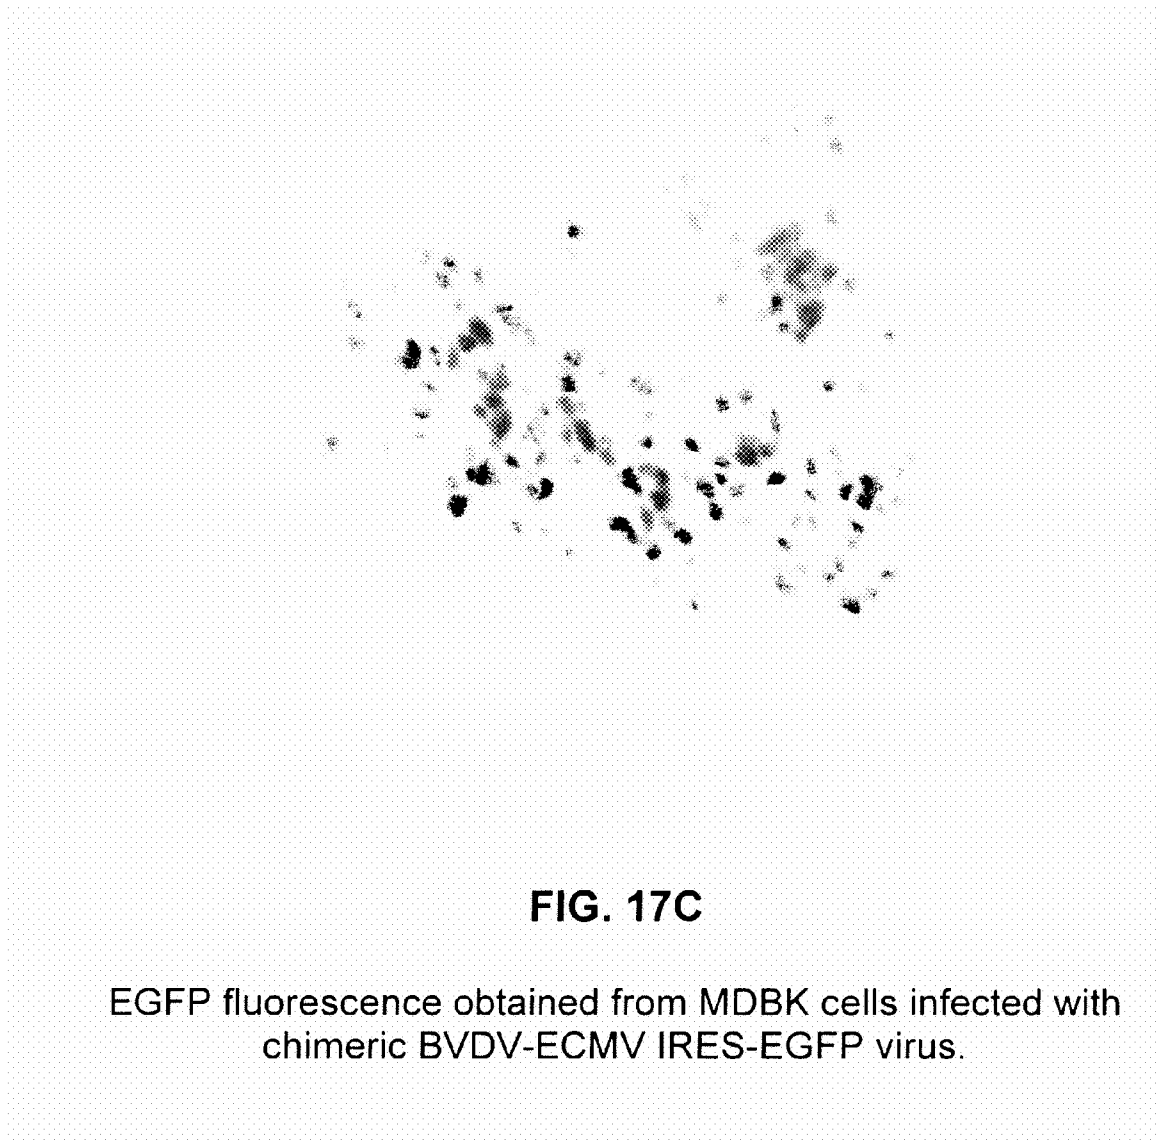 FIG. 17C
EGFP fluorescence obtained from MDBK cells infected with
chimeric BVDV-ECMV IRES-EGFP virus.